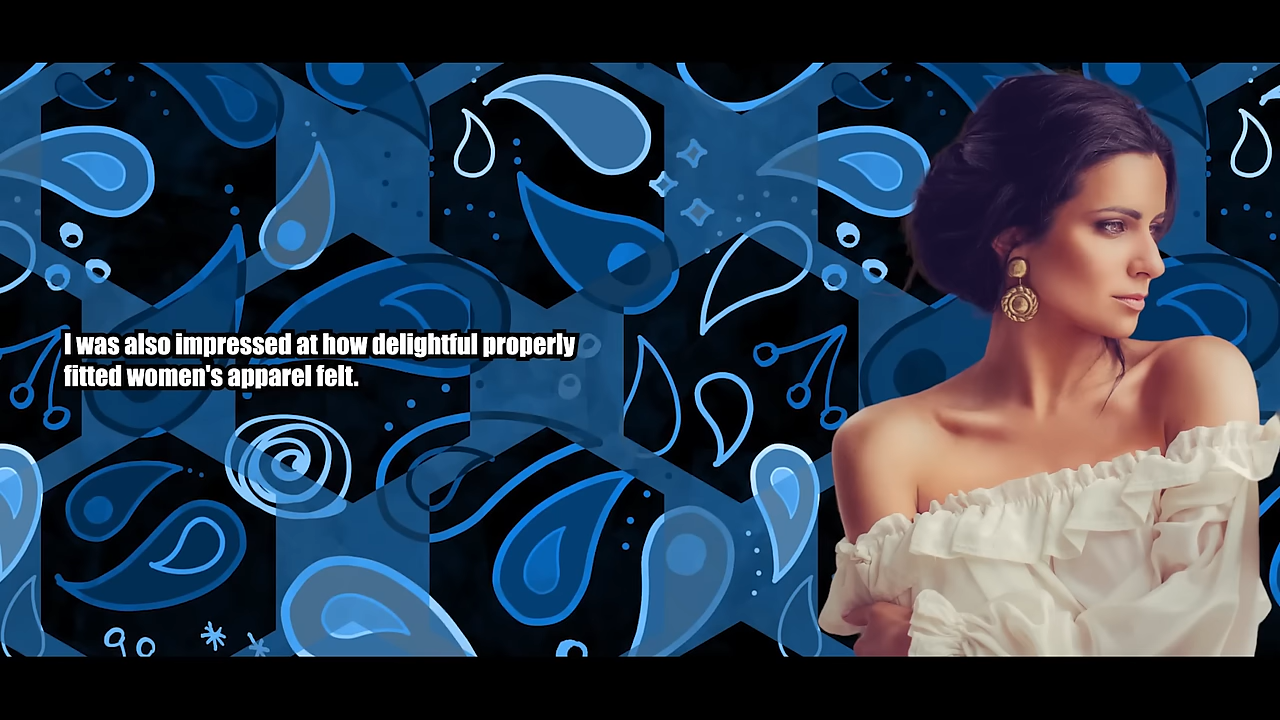 I was also impressed at how delightful properly
fitted women's apparel felt.